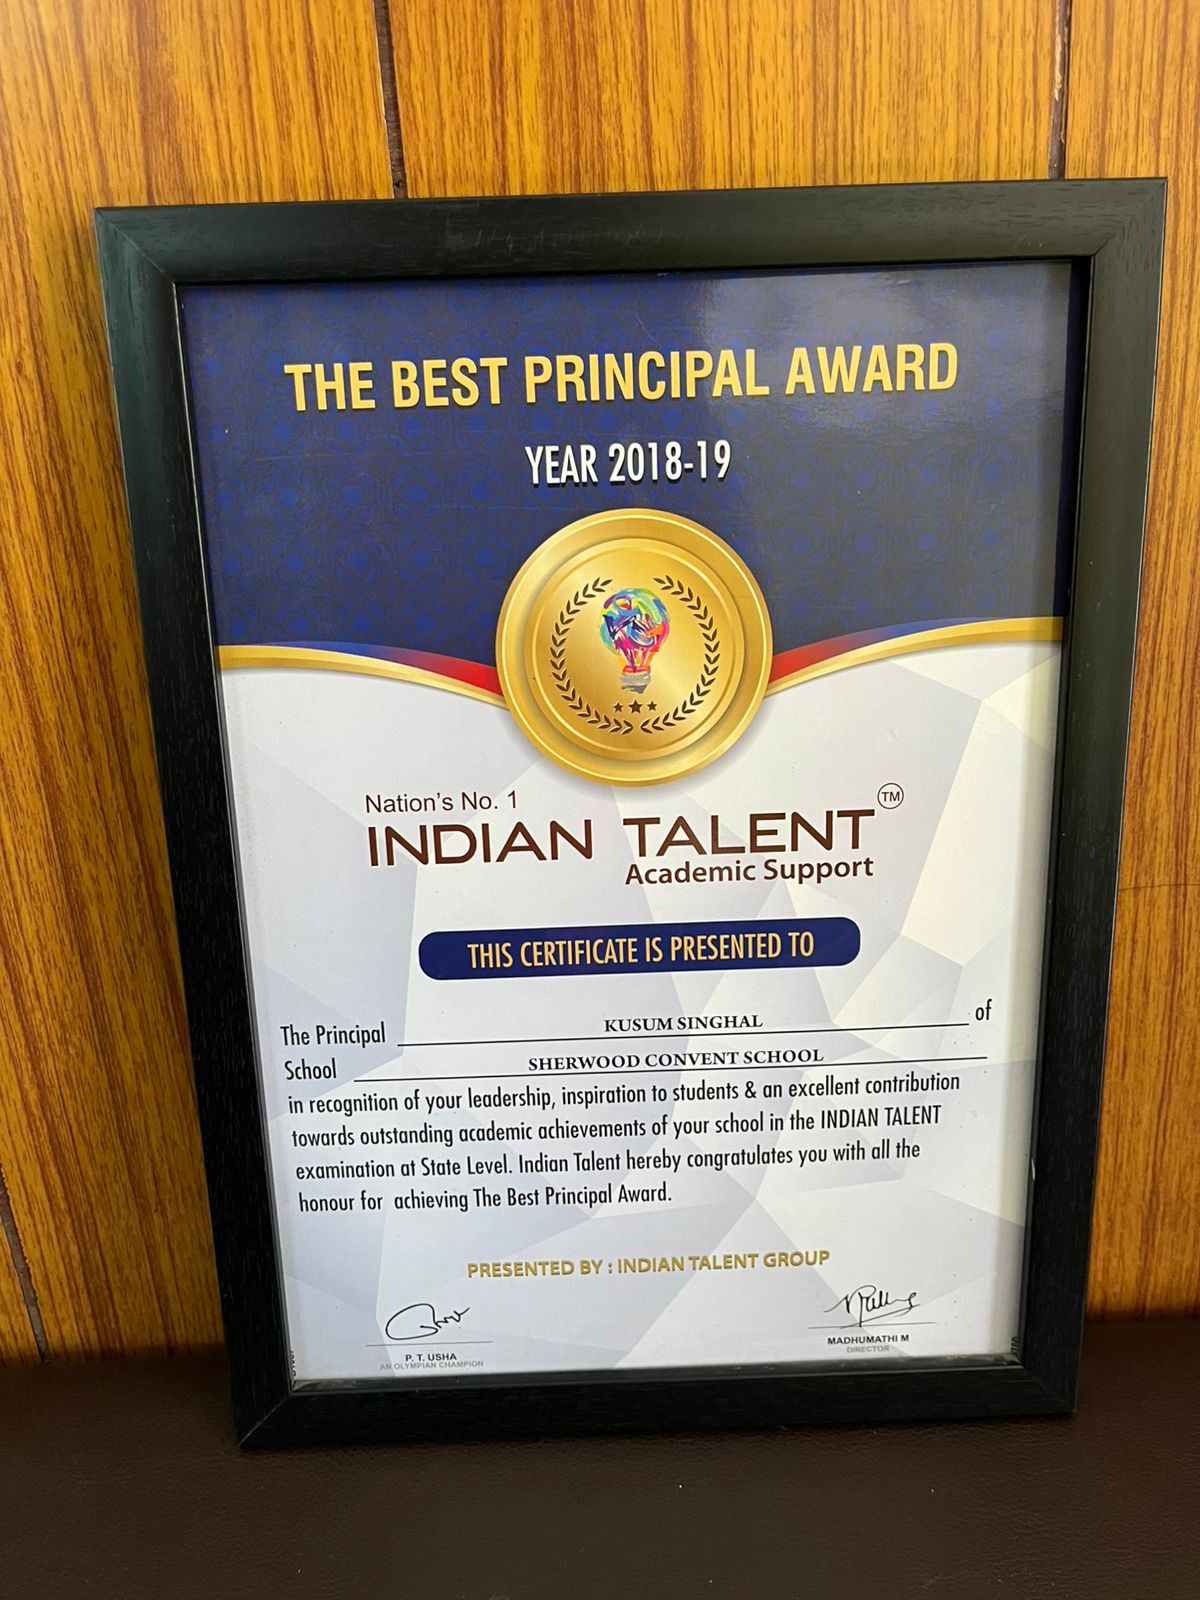 THE BEST PRINCIPAL AWARD
YEAR 2018-19
Nation's No. 1
INDIAN TALENT TM
Academic Support
THIS CERTIFICATE IS PRESENTED TO
The Principal KUSUM SINGHAL of
School SHERWOOD CONVENT SCHOOL
in recognition of your leadership, inspiration to students & an excellent contribution
towards outstanding academic achievements of your school in the INDIAN TALENT
examination at State Level. Indian Talent hereby congratulates you with all the
honour for achieving The Best Principal Award.
PRESENTED BY : INDIAN TALENT GROUP
P. T. USHA
AN OLYMPIAN CHAMPION
MADHUMATHI M
DIRECTOR